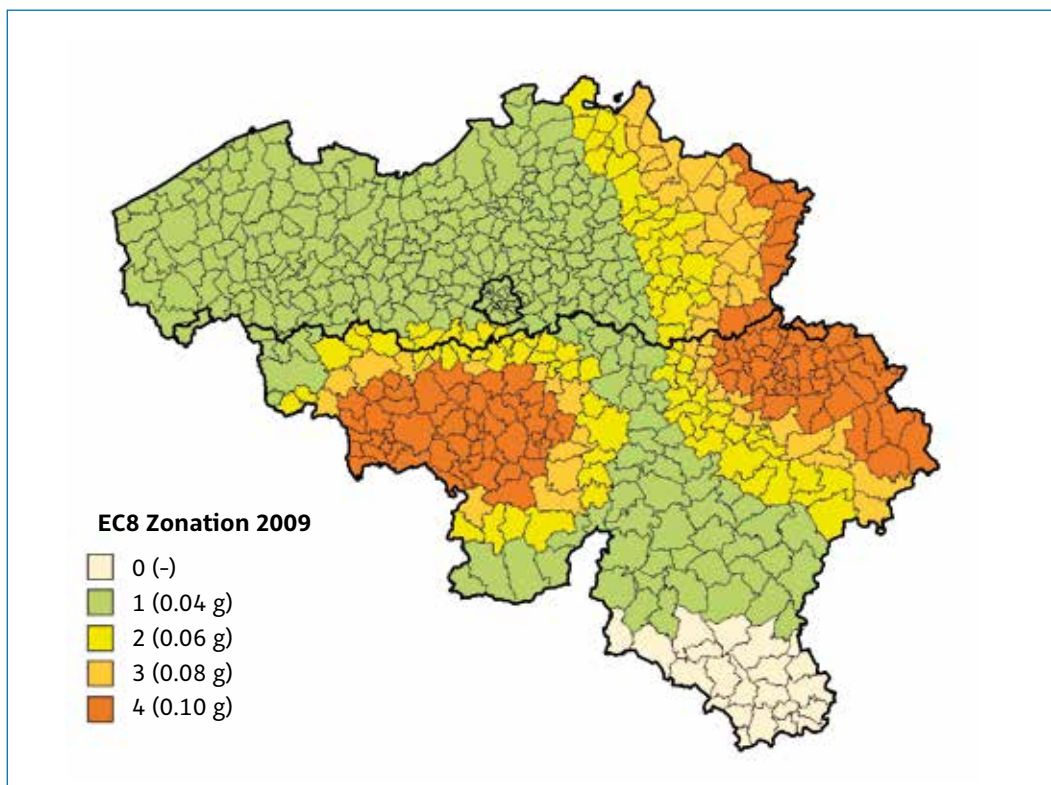 EC8 Zonation 2009
0 (-)
1 (0.04 g)
2 (0.06 g)
3 (0.08 g)
4 (0.10 g)